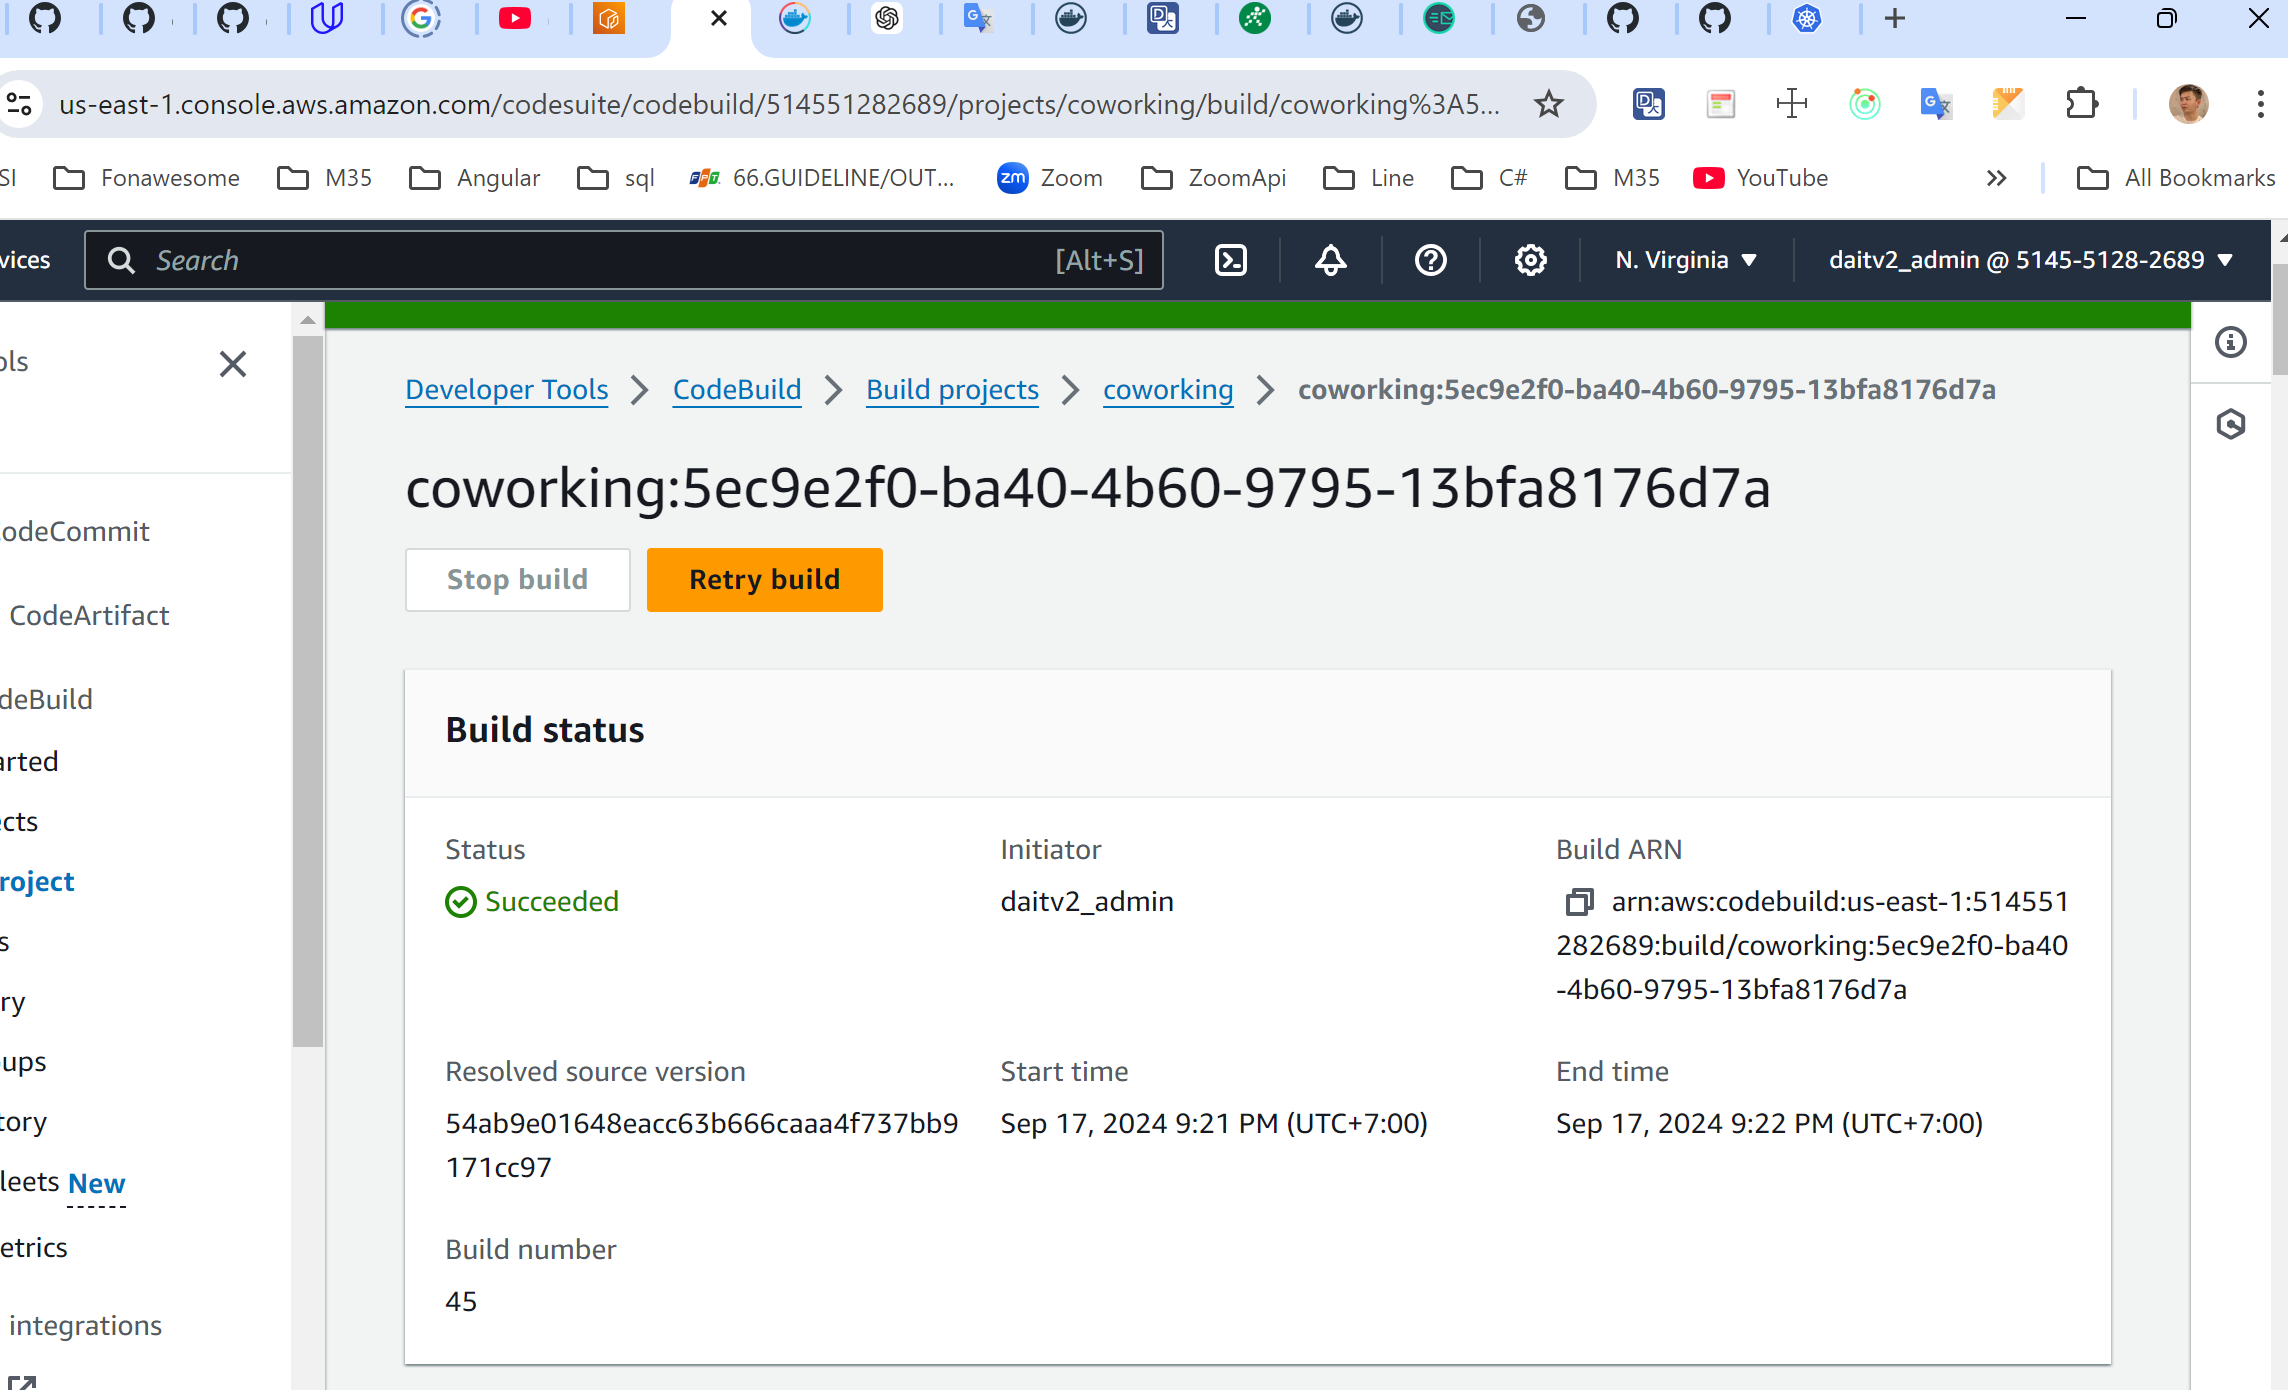 us-east-1.console.aws.amazon.com/codesuite/codebuild/514551282689/projects/coworking/build/coworking%3A5...
SI Fonawesome M35 Angular sql 66.GUIDELINE/OUT... Zoom ZoomApi Line C# M35 YouTube All Bookmarks
vices Search [Alt+S] N. Virginia daitv2_admin @ 5145-5128-2689
ols
odeCommit
CodeArtifact
deBuild
arted
cts
roject
s
ry
ups
tory
leets New
etrics
integrations
Developer Tools CodeBuild Build projects coworking coworking:5ec9e2f0-ba40-4b60-9795-13bfa8176d7a
coworking:5ec9e2f0-ba40-4b60-9795-13bfa8176d7a
Stop build Retry build
Build status
Status
Succeeded
Initiator
daitv2_admin
Build ARN
arn:aws:codebuild:us-east-1:514551
282689:build/coworking:5ec9e2f0-ba40
-4b60-9795-13bfa8176d7a
Resolved source version
54ab9e01648eacc63b666caaa4f737bb9
171cc97
Start time
Sep 17, 2024 9:21 PM (UTC+7:00)
End time
Sep 17, 2024 9:22 PM (UTC+7:00)
Build number
45